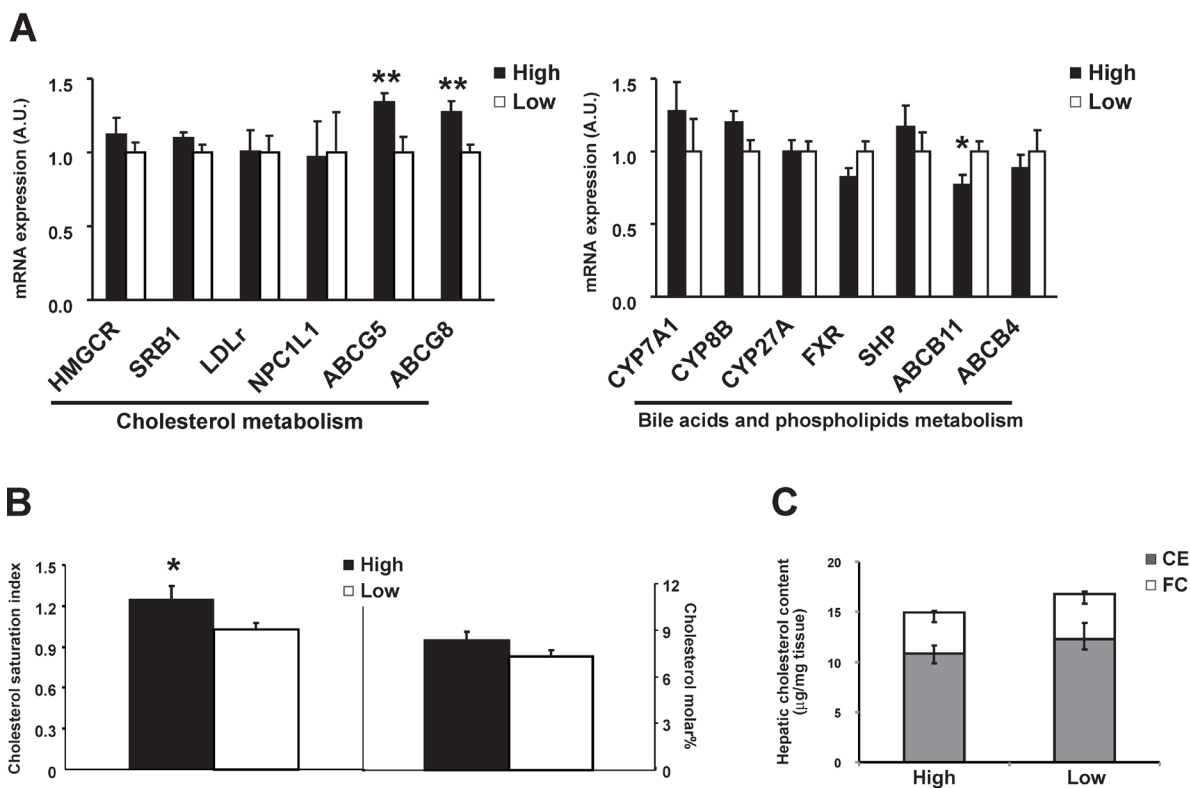 A
mRNA expression (A.U.)
1.5
1.0
0.5
0.0
** **
High
Low
HMGCR
SRB1
LDLr
NPC1L1
ABCG5
ABCG8
Cholesterol metabolism
mRNA expression (A.U.)
1.5
1.0
0.5
0.0
*
High
Low
CYP7A1
CYP8B
CYP27A
FXR
SHP
ABCB11
ABCB4
Bile acids and phospholipids metabolism
B
Cholesterol saturation index
1.5
1.2
0.9
0.6
0.3
0
*
High
Low
12
9
6
3
0
Cholesterol molar%
C
Hepatic cholesterol content
(µg/mg tissue)
20
15
10
5
0
CE
FC
High
Low